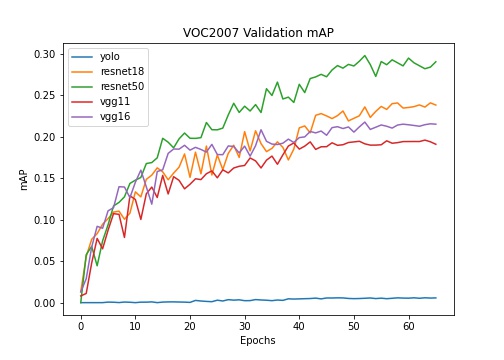 VOC2007 Validation mAP
yolo
resnet18
resnet50
vgg11
vgg16
mAP
0.30
0.25
0.20
0.15
0.10
0.05
0.00
0 10 20 30 40 50 60
Epochs